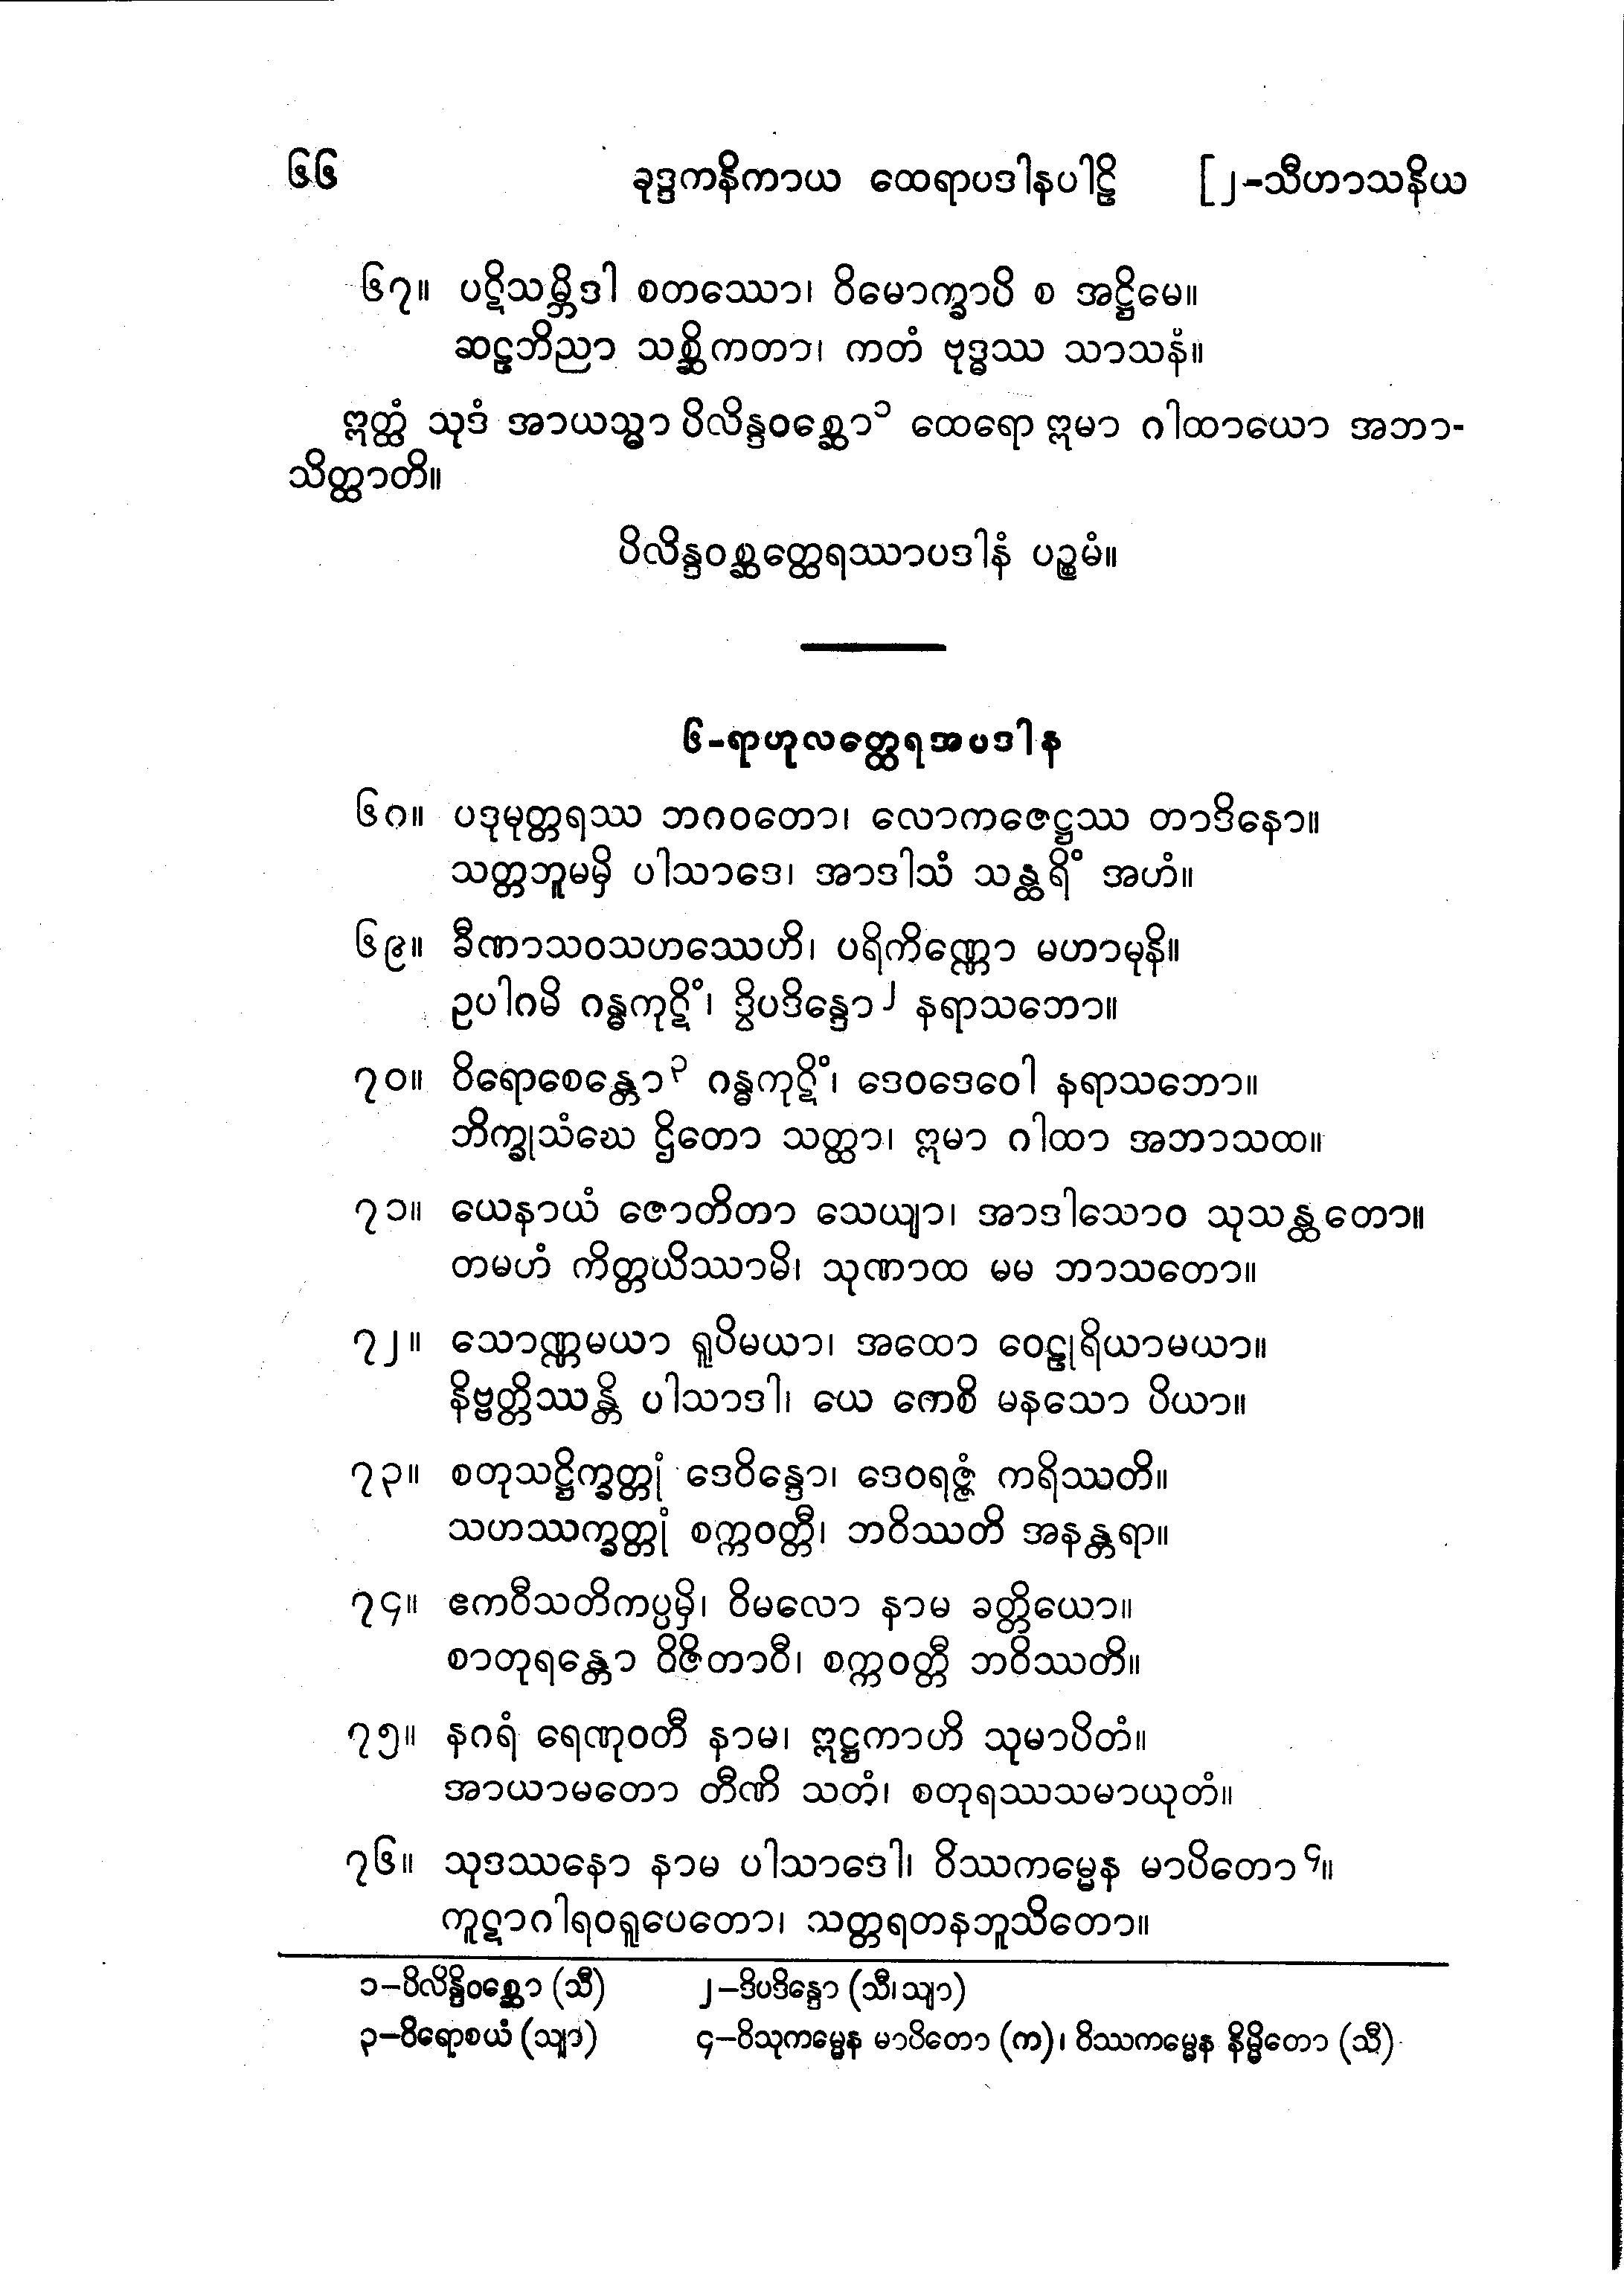 ၆၆ ခုဒ္ဒကနိကာယ ထေရာပဒါနပါဠိ [၂-သီဟာသနိယ
၆၇။ ပဋိသမ္ဘိဒါ စတဿော၊ ဝိမောက္ခာပိ စ အဋ္ဌိမေ။
ဆဠဘိညာ သစ္ဆိကတာ၊ ကတံ ဗုဒ္ဓဿ သာသနံ။
ဣတ္ထံ သုဒံ အာယသ္မာ ပိလိန္ဒဝစ္ဆော၁ ထေရော ဣမာ ဂါထာယော အဘာ-
သိတ္ထာတိ။
ပိလိန္ဒဝစ္ဆတ္ထေရဿာပဒါနံ ပဉ္စမံ။
၆-ရာဟုလတ္ထေရအပဒါန
၆၈။ ပဒုမုတ္တရဿ ဘဂဝတော၊ လောကဇေဋ္ဌဿ တာဒိနော။
သတ္တဘူမမှိ ပါသာဒေ၊ အာဒါသံ သန္ထရိံ အဟံ။
၆၉။ ခီဏာသဝသဟဿေဟိ၊ ပရိကိဏ္ဏော မဟာမုနိ။
ဥပါဂမိ ဂန္ဓကုဋိံ၊ ဒွိပဒိန္ဒော၂ နရာသဘော။
၇၀။ ဝိရောစေန္တော၃ ဂန္ဓကုဋိံ၊ ဒေဝဒေဝေါ နရာသဘော။
ဘိက္ခုသံဃေ ဌိတော သတ္ထာ၊ ဣမာ ဂါထာ အဘာသထ။
၇၁။ ယေနာယံ ဇောတိတာ သေယျာ၊ အာဒါသောဝ သုသန္ထတော။
တမဟံ ကိတ္တယိဿာမိ၊ သုဏာထ မမ ဘာသတော။
၇၂။ သောဏ္ဏမယာ ရူပိမယာ၊ အထော ဝေဠုရိယာမယာ။
နိဗ္ဗတ္တိဿန္တိ ပါသာဒါ၊ ယေ ကေစိ မနသော ပိယာ။
၇၃။ စတုသဋ္ဌိက္ခတ္တုံ ဒေဝိန္ဒော၊ ဒေဝရဇ္ဇံ ကရိဿတိ။
သဟဿက္ခတ္တုံ စက္ကဝတ္တီ၊ ဘဝိဿတိ အနန္တရာ။
၇၄။ ဧကဝီသတိကပ္ပမှိ၊ ဝိမလော နာမ ခတ္တိယော။
စာတုရန္တော ဝိဇိတာဝီ၊ စက္ကဝတ္တီ ဘဝိဿတိ။
၇၅။ နဂရံ ရေဏုဝတီ နာမ၊ ဣဋ္ဌကာဟိ သုမာပိတံ။
အာယာမတော တီဏိ သတံ၊ စတုရဿသမာယုတံ။
၇၆။ သုဒဿနော နာမ ပါသာဒေါ၊ ဝိဿကမ္မေန မာပိတော၄။
ကူဋာဂါရဝရူပေတော၊ သတ္တရတနဘူသိတော။
၁-ပိလိန္ဒိဝစ္ဆော (သီ) ၂-ဒိပဒိန္ဒော (သီ၊ သျာ)
၃-ဝိရောစယံ (သျာ) ၄-ဝိသုကမ္မေန မာပိတော (က)၊ ဝိဿကမ္မေန နိမ္မိတော (သီ)